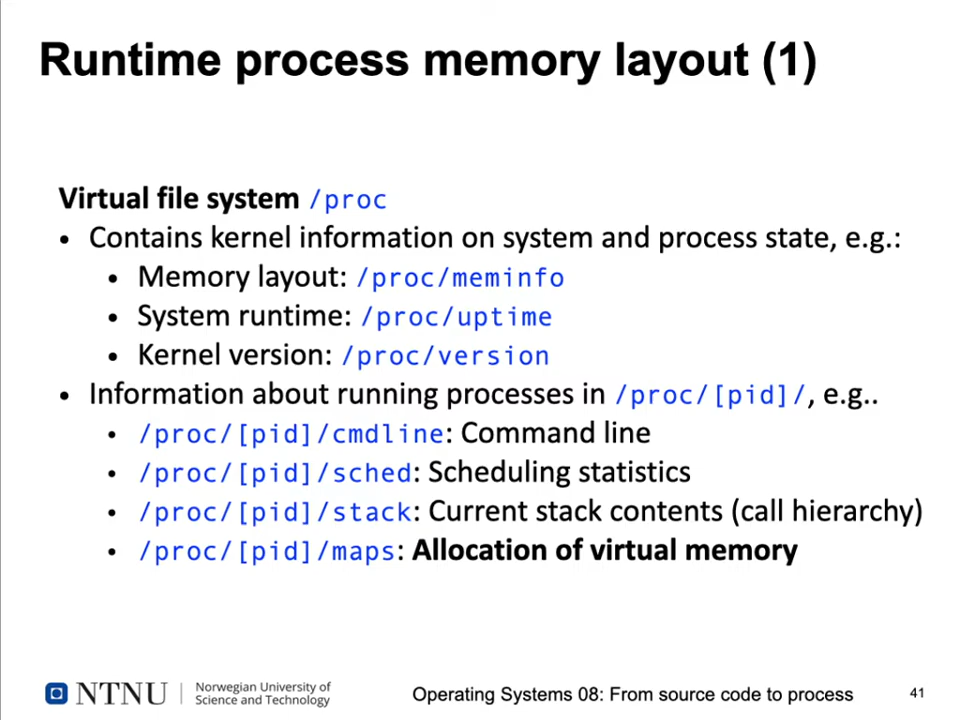 Runtime process memory layout (1)
Virtual file system /proc
• Contains kernel information on system and process state, e.g.:
• Memory layout: /proc/meminfo
• System runtime: /proc/uptime
• Kernel version: /proc/version
• Information about running processes in /proc/[pid]/, e.g..
• /proc/[pid]/cmdline: Command line
• /proc/[pid]/sched: Scheduling statistics
• /proc/[pid]/stack: Current stack contents (call hierarchy)
• /proc/[pid]/maps: Allocation of virtual memory
NTNU
Norwegian University of
Science and Technology
Operating Systems 08: From source code to process
41